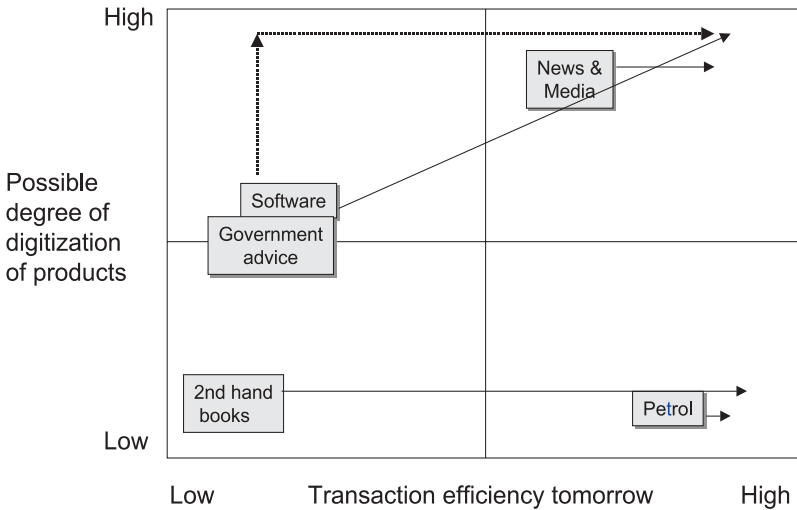 High
News &
Media
Possible
degree of
digitization
of products
Software
Government
advice
2nd hand
books
Petrol
Low
Low Transaction efficiency tomorrow High